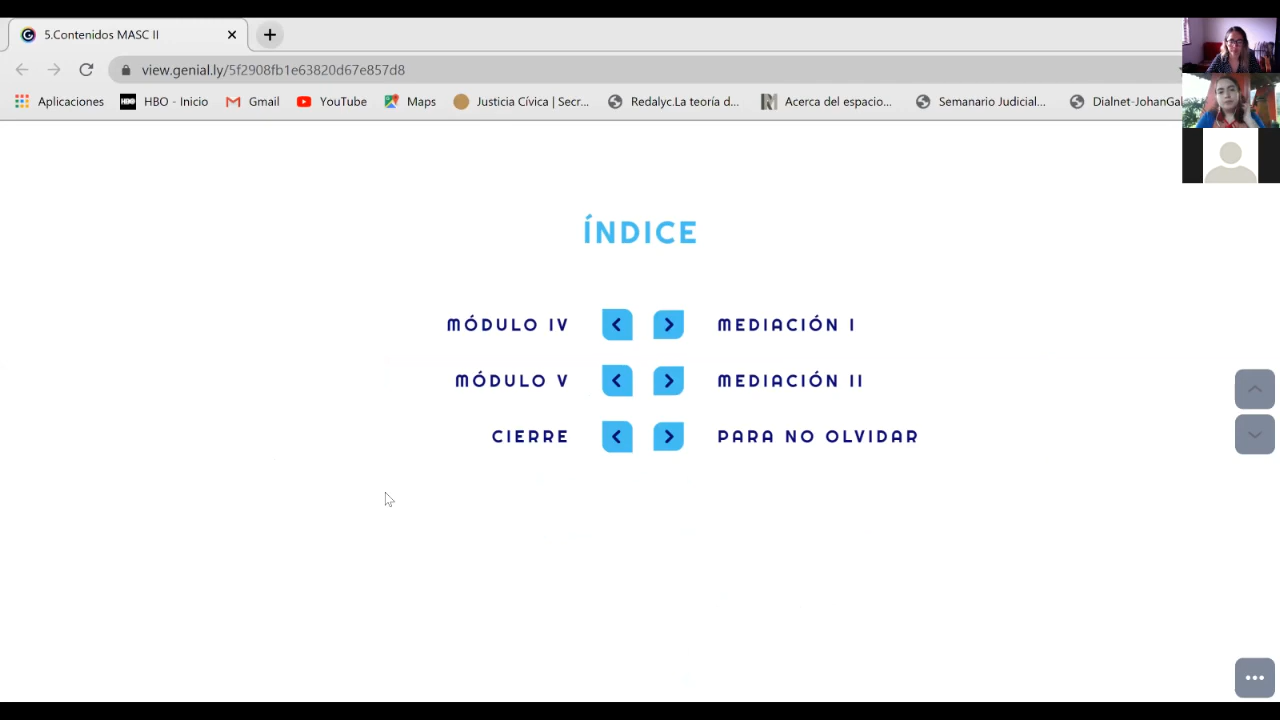 5.Contenidos MASC II
view.genial.ly/5f2908fb1e63820d67e857d8
Aplicaciones HBO - Inicio Gmail YouTube Maps Justicia Cívica | Secr... Redalyc.La teoría d... Acerca del espacio... Semanario Judicial... Dialnet-JohanGal
ÍNDICE
MÓDULO IV MEDIACIÓN I
MÓDULO V MEDIACIÓN II
CIERRE PARA NO OLVIDAR